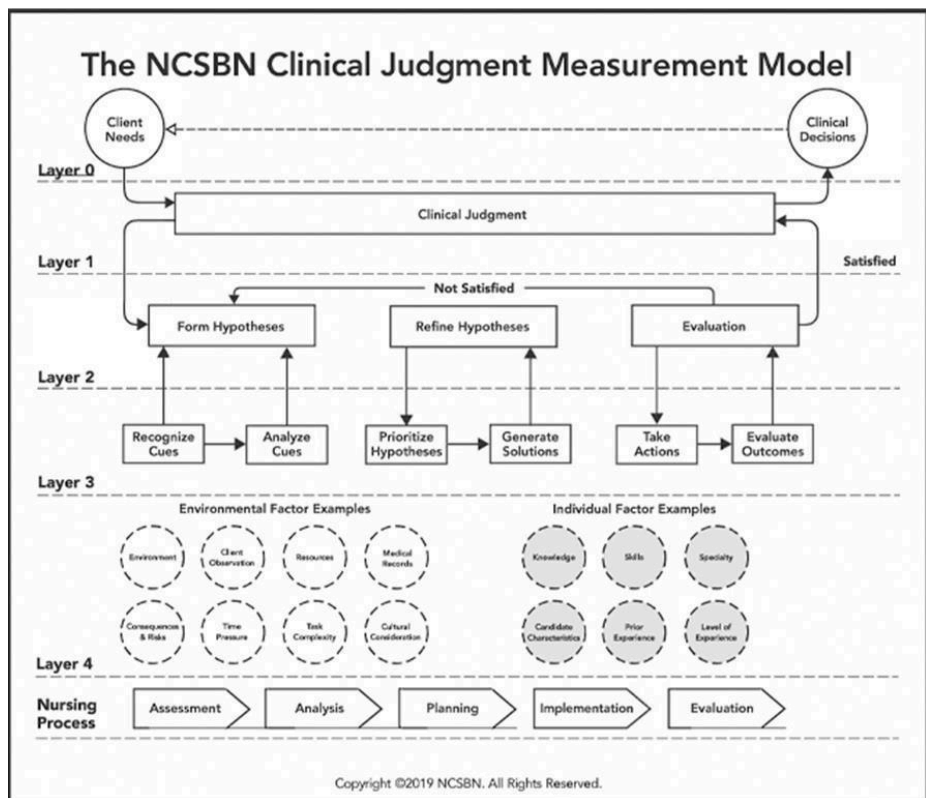 The NCSBN Clinical Judgment Measurement Model
Client
Needs
Clinical
Decisions
Layer 0
Clinical Judgment
Layer 1
Satisfied
Not Satisfied
Form Hypotheses
Refine Hypotheses
Evaluation
Layer 2
Recognize
Cues
Analyze
Cues
Prioritize
Hypotheses
Generate
Solutions
Take
Actions
Evaluate
Outcomes
Layer 3
Environmental Factor Examples
Individual Factor Examples
Environment
Client
Observation
Resources
Medical
Records
Knowledge
Skills
Specialty
Consequences
& Risks
Time
Pressure
Task
Complexity
Cultural
Consideration
Candidate
Characteristics
Prior
Experience
Level of
Experience
Layer 4
Nursing
Process
Assessment
Analysis
Planning
Implementation
Evaluation
Copyright ©2019 NCSBN. All Rights Reserved.